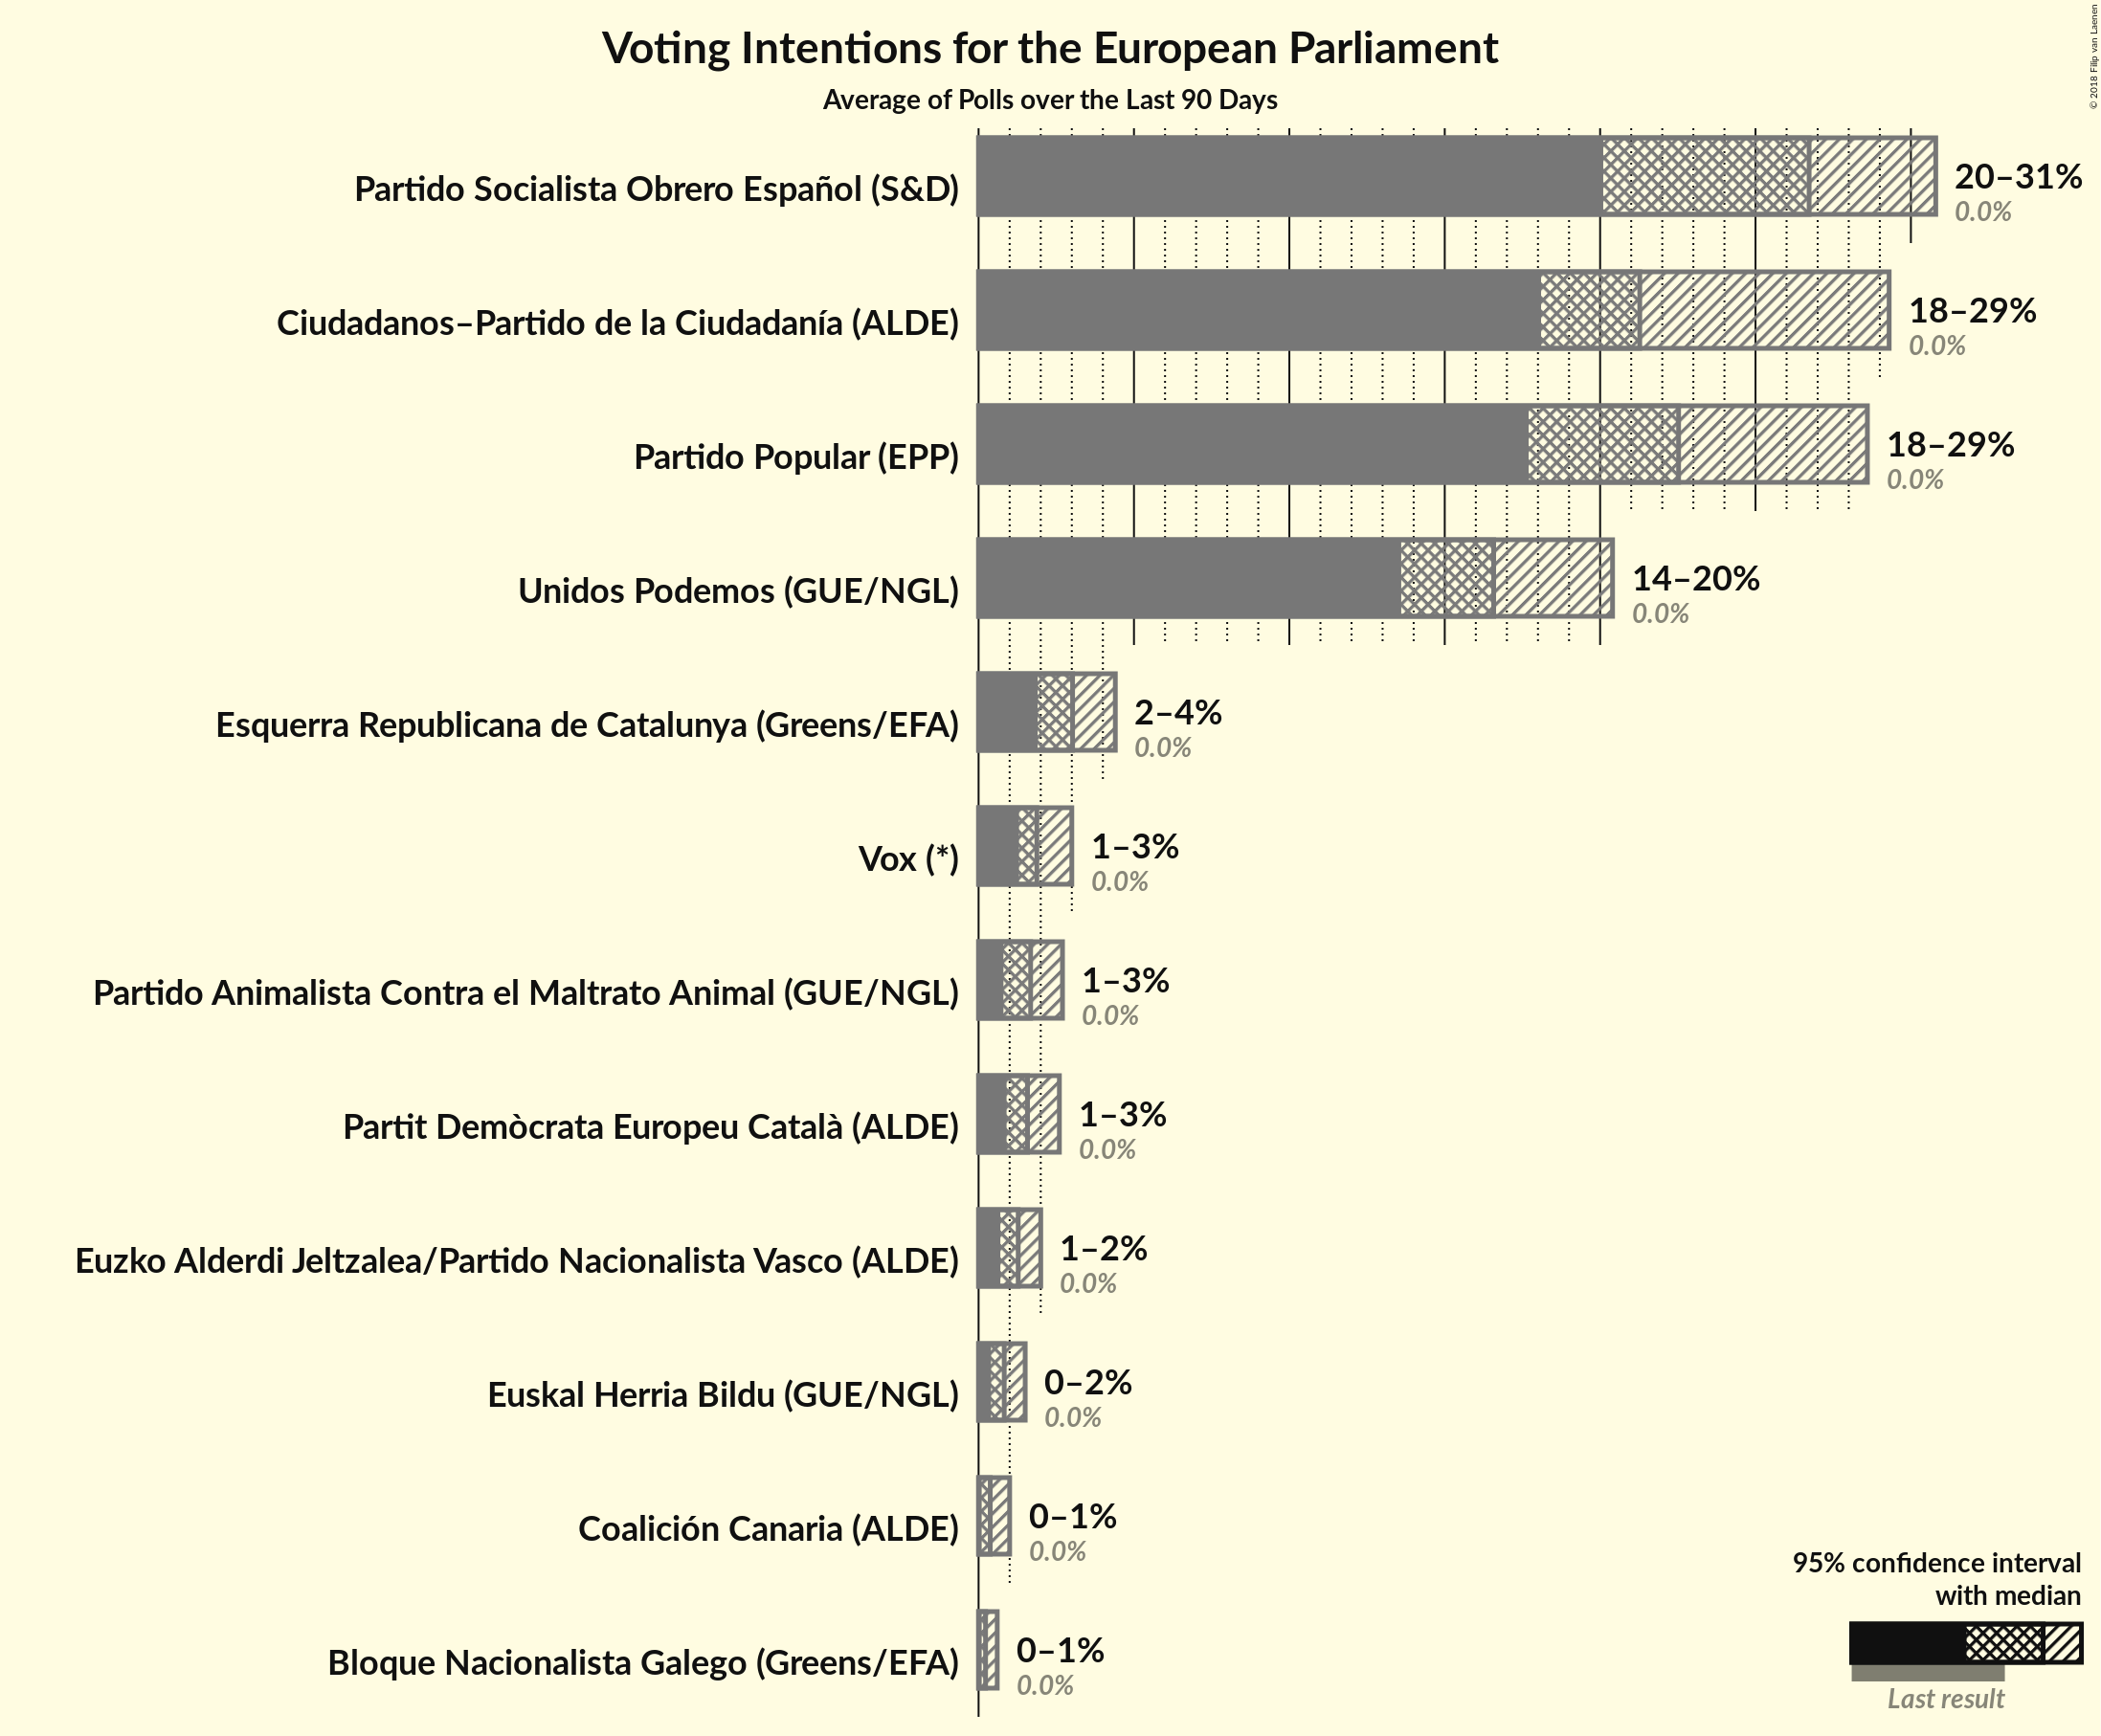 Voting Intentions for the European Parliament
Average of Polls over the Last 90 Days
© 2018 Filip van Laenen
Partido Socialista Obrero Español (S&D)
20–31%
0.0%
Ciudadanos–Partido de la Ciudadanía (ALDE)
18–29%
0.0%
Partido Popular (EPP)
18–29%
0.0%
Unidos Podemos (GUE/NGL)
14–20%
0.0%
Esquerra Republicana de Catalunya (Greens/EFA)
2–4%
0.0%
Vox (*)
1–3%
0.0%
Partido Animalista Contra el Maltrato Animal (GUE/NGL)
1–3%
0.0%
Partit Demòcrata Europeu Català (ALDE)
1–3%
0.0%
Euzko Alderdi Jeltzalea/Partido Nacionalista Vasco (ALDE)
1–2%
0.0%
Euskal Herria Bildu (GUE/NGL)
0–2%
0.0%
Coalición Canaria (ALDE)
0–1%
0.0%
Bloque Nacionalista Galego (Greens/EFA)
0–1%
0.0%
95% confidence interval
with median
Last result